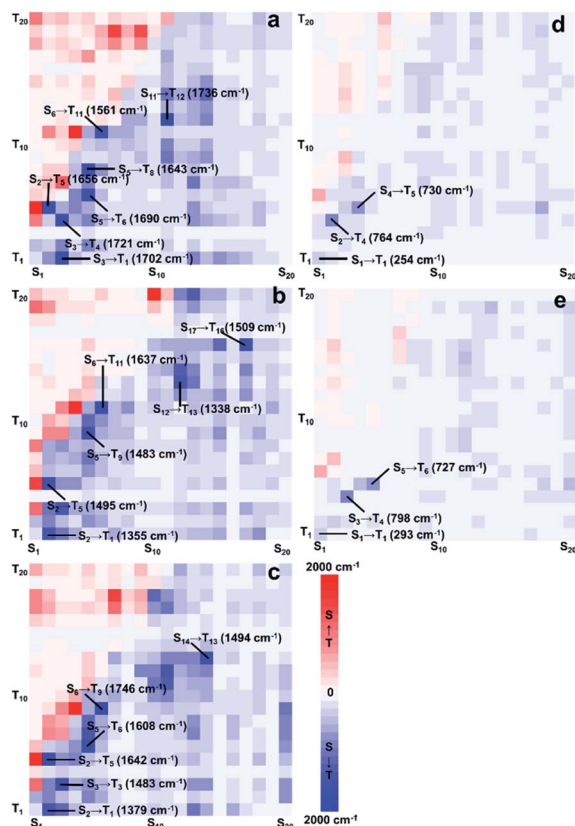 T20
a
S11→T12 (1736 cm-1)
S6→T11 (1561 cm-1)
T10
S5→T8 (1643 cm-1)
S2→T5 (1656 cm-1)
S5→T6 (1690 cm-1)
S3→T4 (1721 cm-1)
T1
S3→T1 (1702 cm-1)
S1
S10
S20
T20
b
S17→T16 (1509 cm-1)
S6→T11 (1637 cm-1)
T10
S12→T13 (1338 cm-1)
S5→T9 (1483 cm-1)
S2→T5 (1495 cm-1)
T1
S2→T1 (1355 cm-1)
S1
S10
S20
T20
c
S14→T13 (1494 cm-1)
S6→T9 (1746 cm-1)
T10
S5→T6 (1608 cm-1)
S2→T5 (1642 cm-1)
S3→T3 (1483 cm-1)
T1
S2→T1 (1379 cm-1)
S1
S10
S20
T20
d
T10
S4→T5 (730 cm-1)
S2→T4 (764 cm-1)
T1
S1→T1 (254 cm-1)
S1
S10
S20
T20
e
T10
S5→T6 (727 cm-1)
S3→T4 (798 cm-1)
T1
S1→T1 (293 cm-1)
S1
S10
S20
2000 cm-1
S
↑
T
0
S
↓
T
2000 cm-1